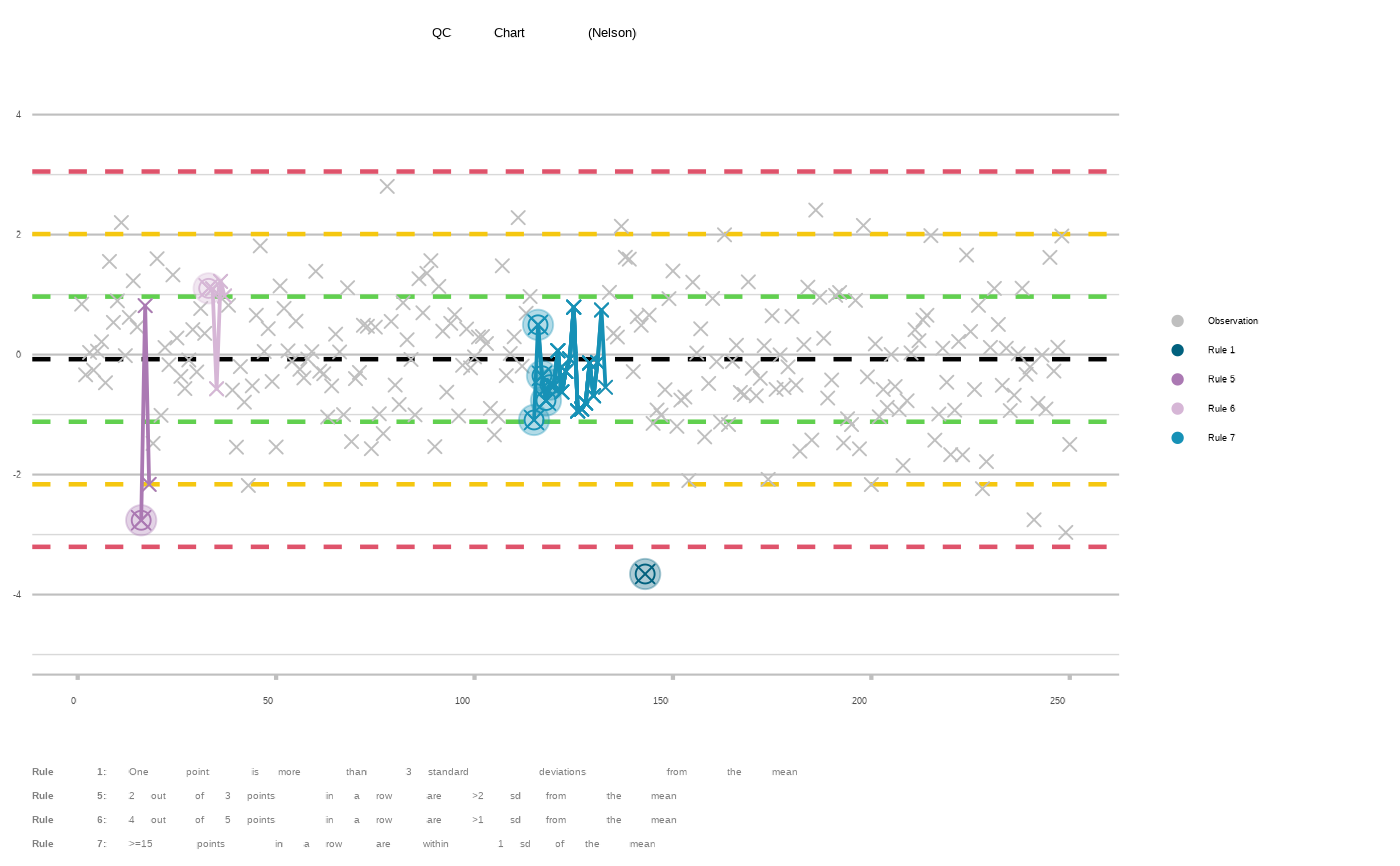 QC Chart (Nelson)
4
2
0
-2
-4
0 50 100 150 200 250
Observation
Rule 1
Rule 5
Rule 6
Rule 7
Rule 1: One point is more than 3 standard deviations from the mean
Rule 5: 2 out of 3 points in a row are >2 sd from the mean
Rule 6: 4 out of 5 points in a row are >1 sd from the mean
Rule 7: >=15 points in a row are within 1 sd of the mean